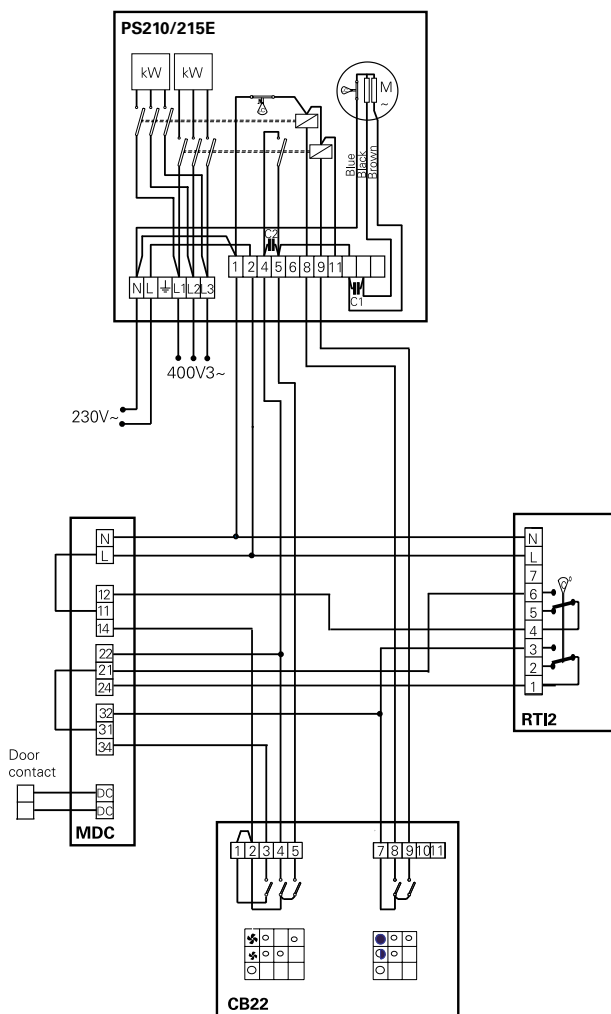 PS210/215E
kW kW
M
~
Blue
Black
Brown
C2
1 2 4 5 6 8 9 11
N L ⏚ L1 L2 L3
C1
400V3~
230V~
N
L
12
11
14
22
21
24
32
31
34
DC
DC
MDC
Door
contact
N
L
7
6
5
4
3
2
1
RTI2
1 2 3 4 5
7 8 9 10 11
CB22